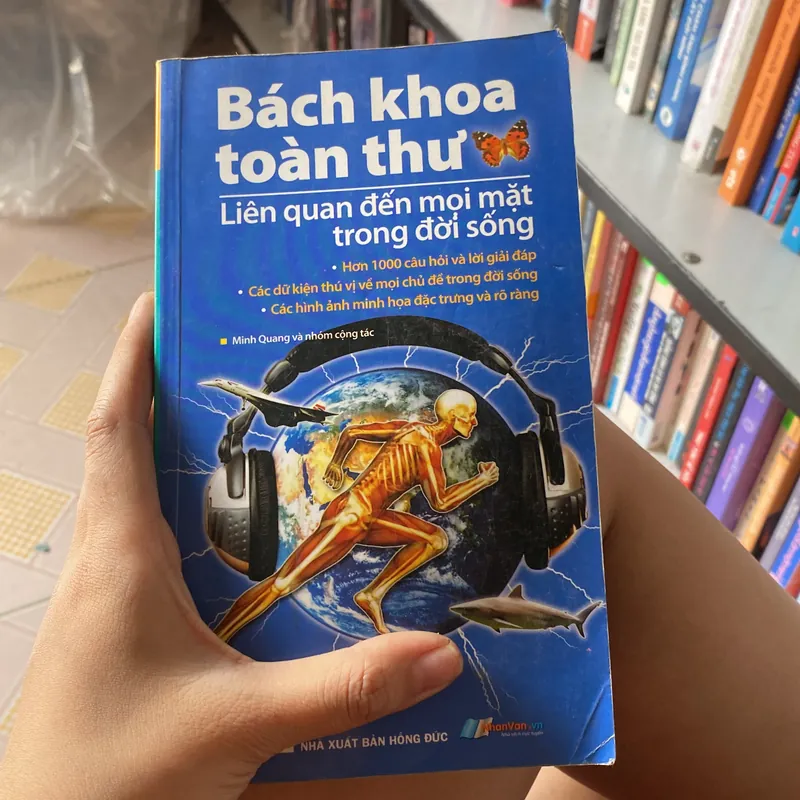 Bách khoa
toàn thư
Liên quan đến mọi mặt
trong đời sống
• Hơn 1000 câu hỏi và lời giải đáp
• Các dữ kiện thú vị về mọi chủ đề trong đời sống
• Các hình ảnh minh họa đặc trưng và rõ ràng
Minh Quang và nhóm cộng tác
NHÀ XUẤT BẢN HỒNG ĐỨC
NhanVan.vn